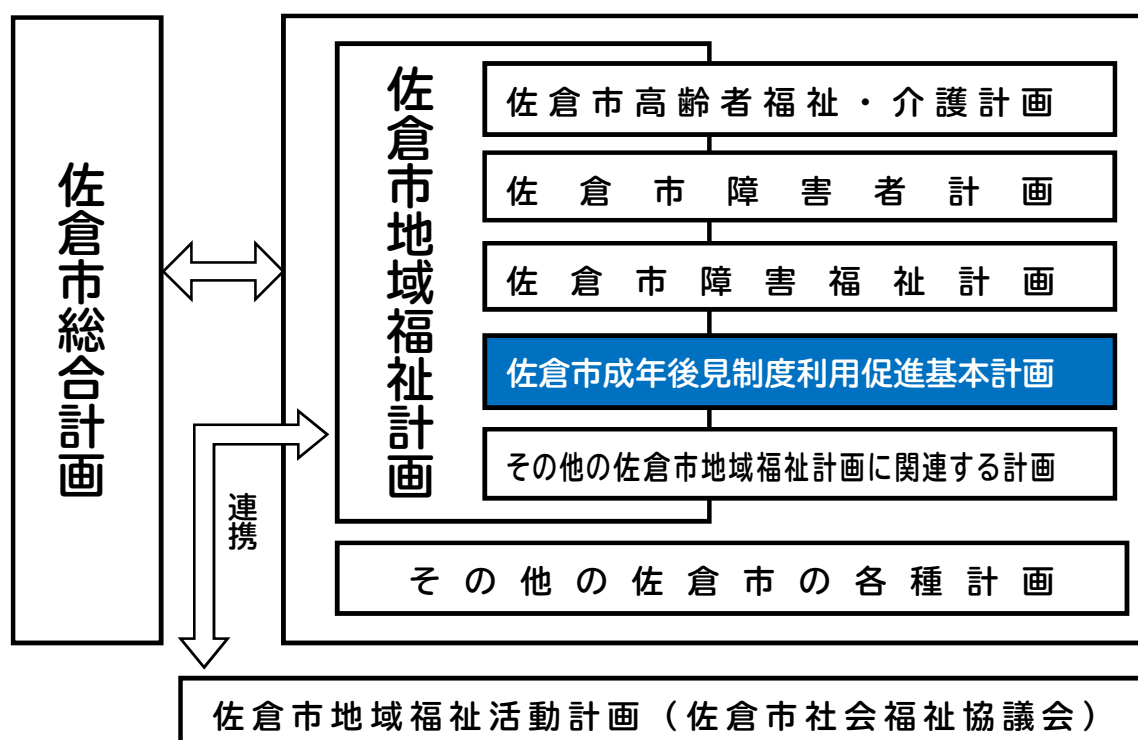 佐倉市総合計画
佐倉市地域福祉計画
佐倉市高齢者福祉・介護計画
佐倉市障害者計画
佐倉市障害福祉計画
佐倉市成年後見制度利用促進基本計画
その他の佐倉市地域福祉計画に関連する計画
連携
その他の佐倉市の各種計画
佐倉市地域福祉活動計画（佐倉市社会福祉協議会）